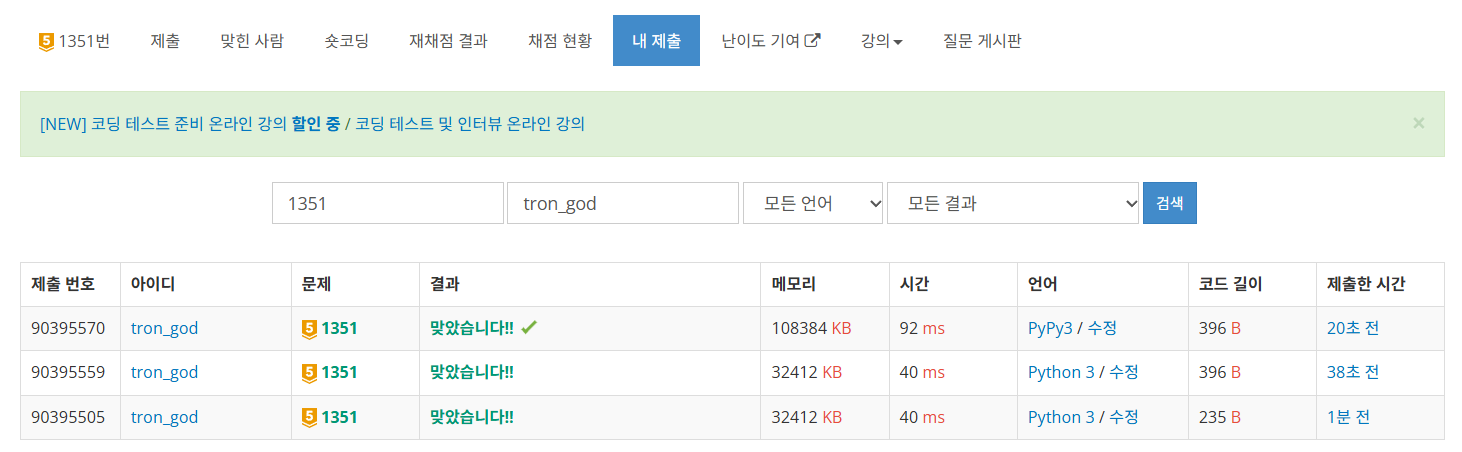 5 1351번 제출 맞힌 사람 숏코딩 재채점 결과 채점 현황 내 제출 난이도 기여 강의 질문 게시판
[NEW] 코딩 테스트 준비 온라인 강의 할인 중 / 코딩 테스트 및 인터뷰 온라인 강의 ×
1351 tron_god 모든 언어 모든 결과 검색
제출 번호 아이디 문제 결과 메모리 시간 언어 코드 길이 제출한 시간
90395570 tron_god 5 1351 맞았습니다!! 108384 KB 92 ms PyPy3 / 수정 396 B 20초 전
90395559 tron_god 5 1351 맞았습니다!! 32412 KB 40 ms Python 3 / 수정 396 B 38초 전
90395505 tron_god 5 1351 맞았습니다!! 32412 KB 40 ms Python 3 / 수정 235 B 1분 전